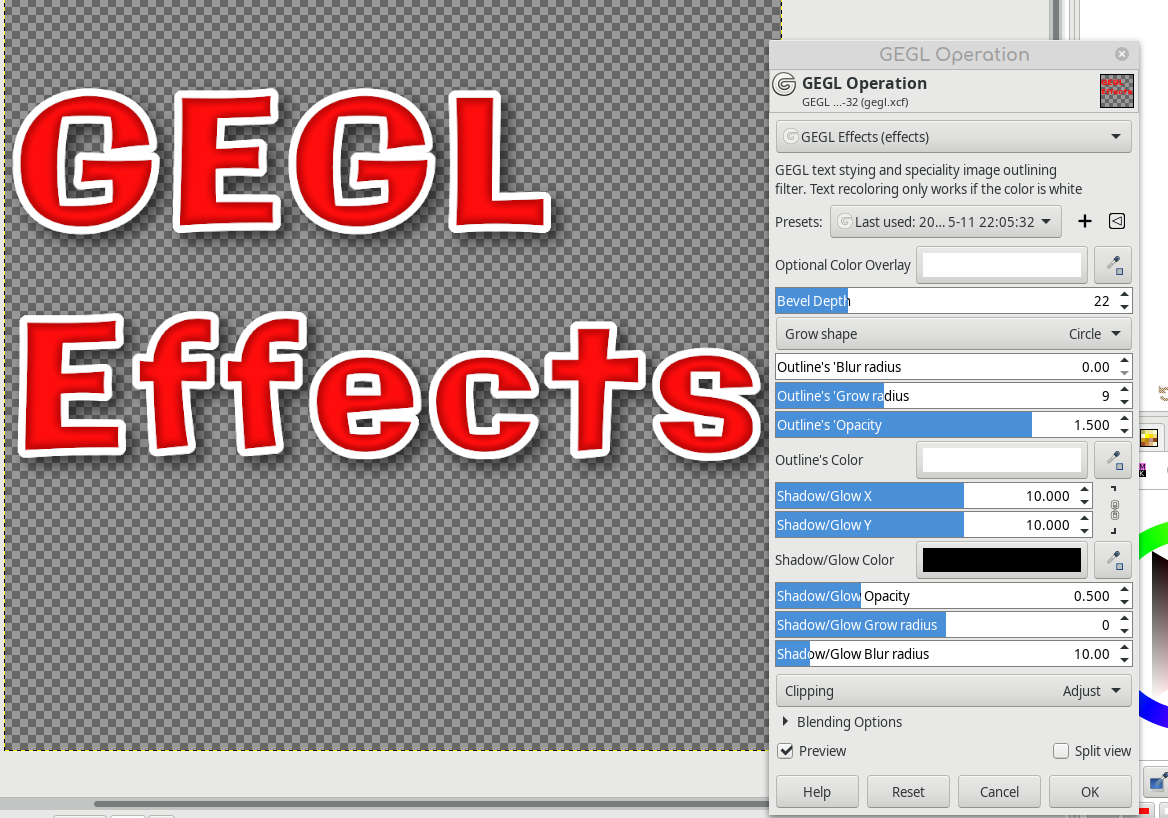 GEGL
Effects
GEGL Operation
GEGL Operation
GEGL ...-32 (gegl.xcf)
GEGL Effects (effects)
GEGL text stying and speciality image outlining
filter. Text recoloring only works if the color is white
Presets: Last used: 20... 5-11 22:05:32
Optional Color Overlay
Bevel Depth 22
Grow shape Circle
Outline's 'Blur radius 0.00
Outline's 'Grow radius 9
Outline's 'Opacity 1.500
Outline's Color
Shadow/Glow X 10.000
Shadow/Glow Y 10.000
Shadow/Glow Color
Shadow/Glow Opacity 0.500
Shadow/Glow Grow radius 0
Shadow/Glow Blur radius 10.00
Clipping Adjust
Blending Options
Preview Split view
Help Reset Cancel OK